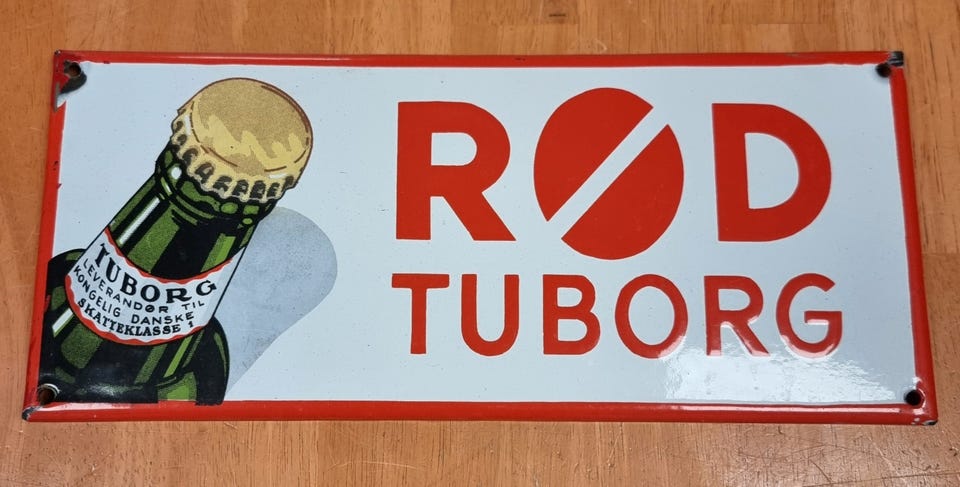 RØD
TUBORG
TUBORG
LEVERANDØR TIL
KONGELIG DANSKE
SKATTEKLASSE 1